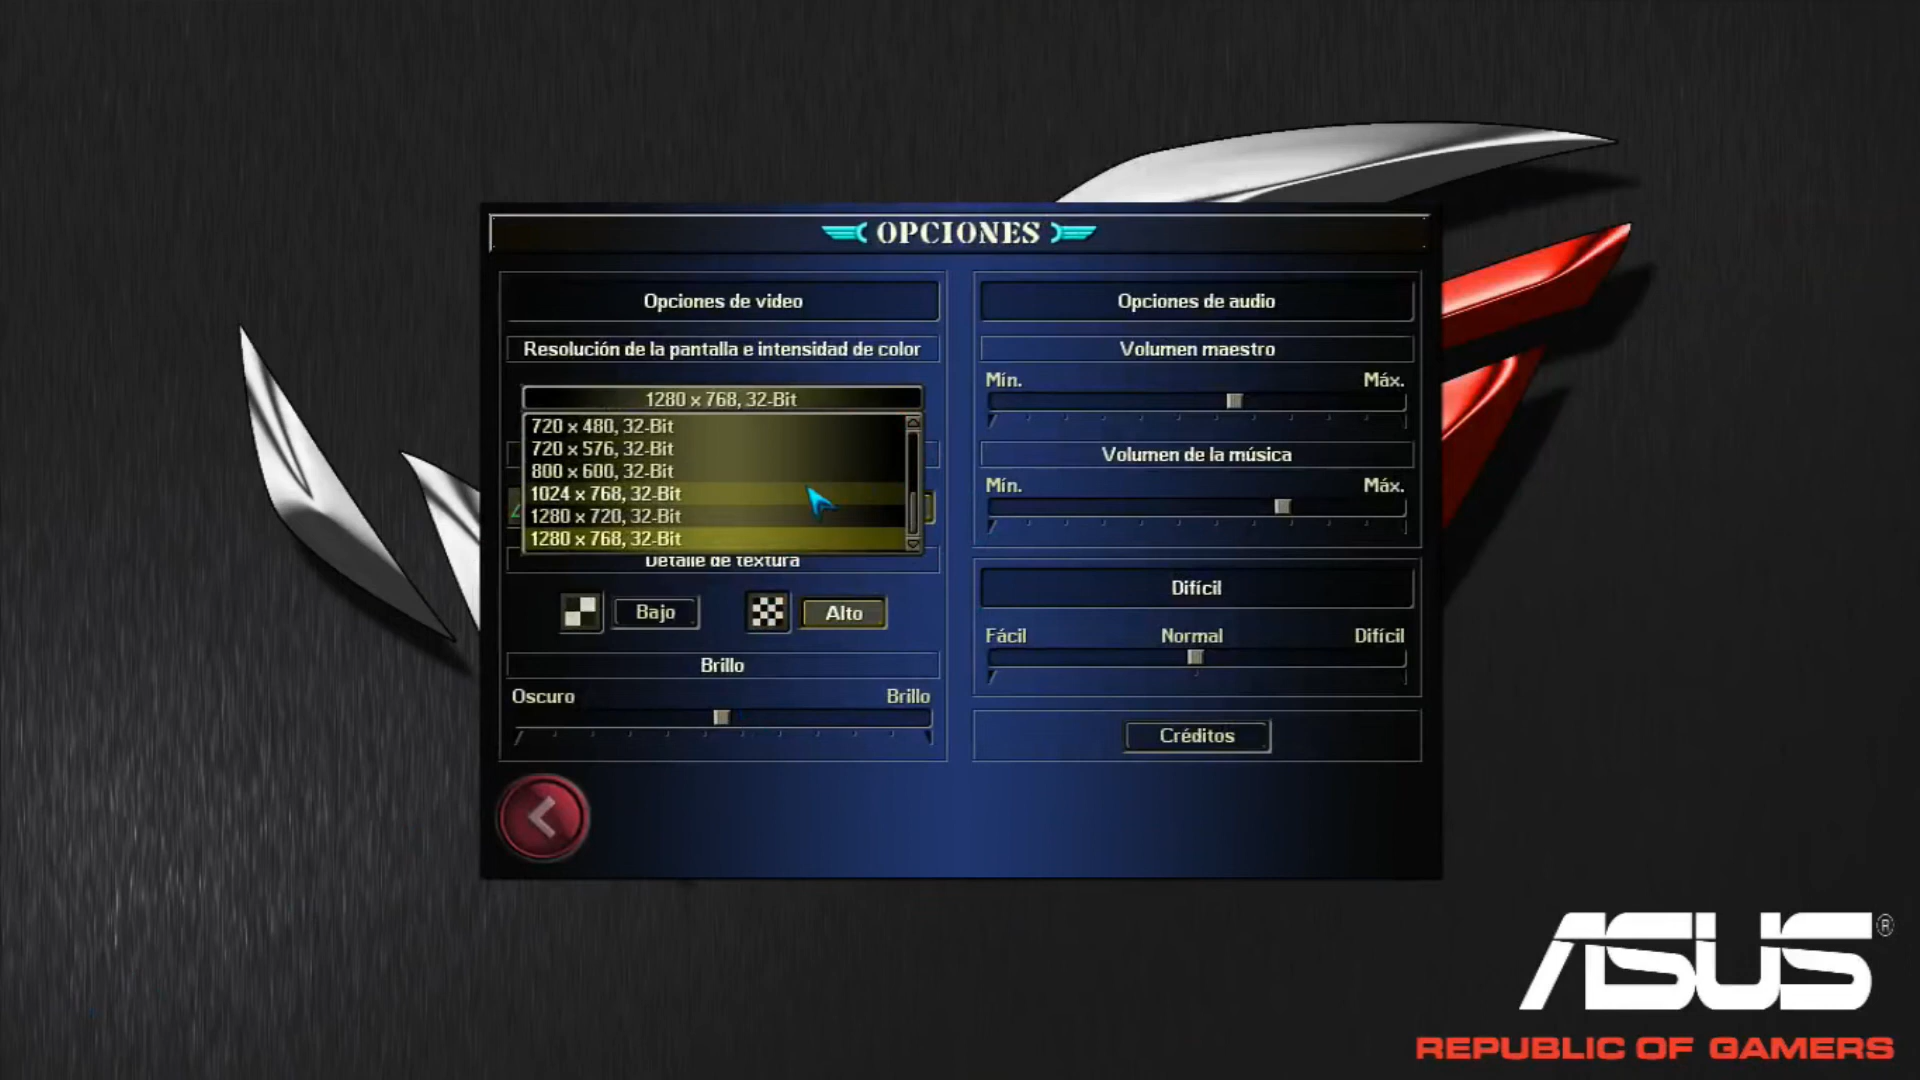 OPCIONES
Opciones de video
Resolución de la pantalla e intensidad de color
1280 x 768, 32-Bit
720 x 480, 32-Bit
720 x 576, 32-Bit
800 x 600, 32-Bit
1024 x 768, 32-Bit
1280 x 720, 32-Bit
1280 x 768, 32-Bit
Detalle de textura
Bajo
Alto
Brillo
Oscuro
Brillo
Opciones de audio
Volumen maestro
Mín.
Máx.
Volumen de la música
Mín.
Máx.
Difícil
Fácil
Normal
Difícil
Créditos
ASUS®
REPUBLIC OF GAMERS